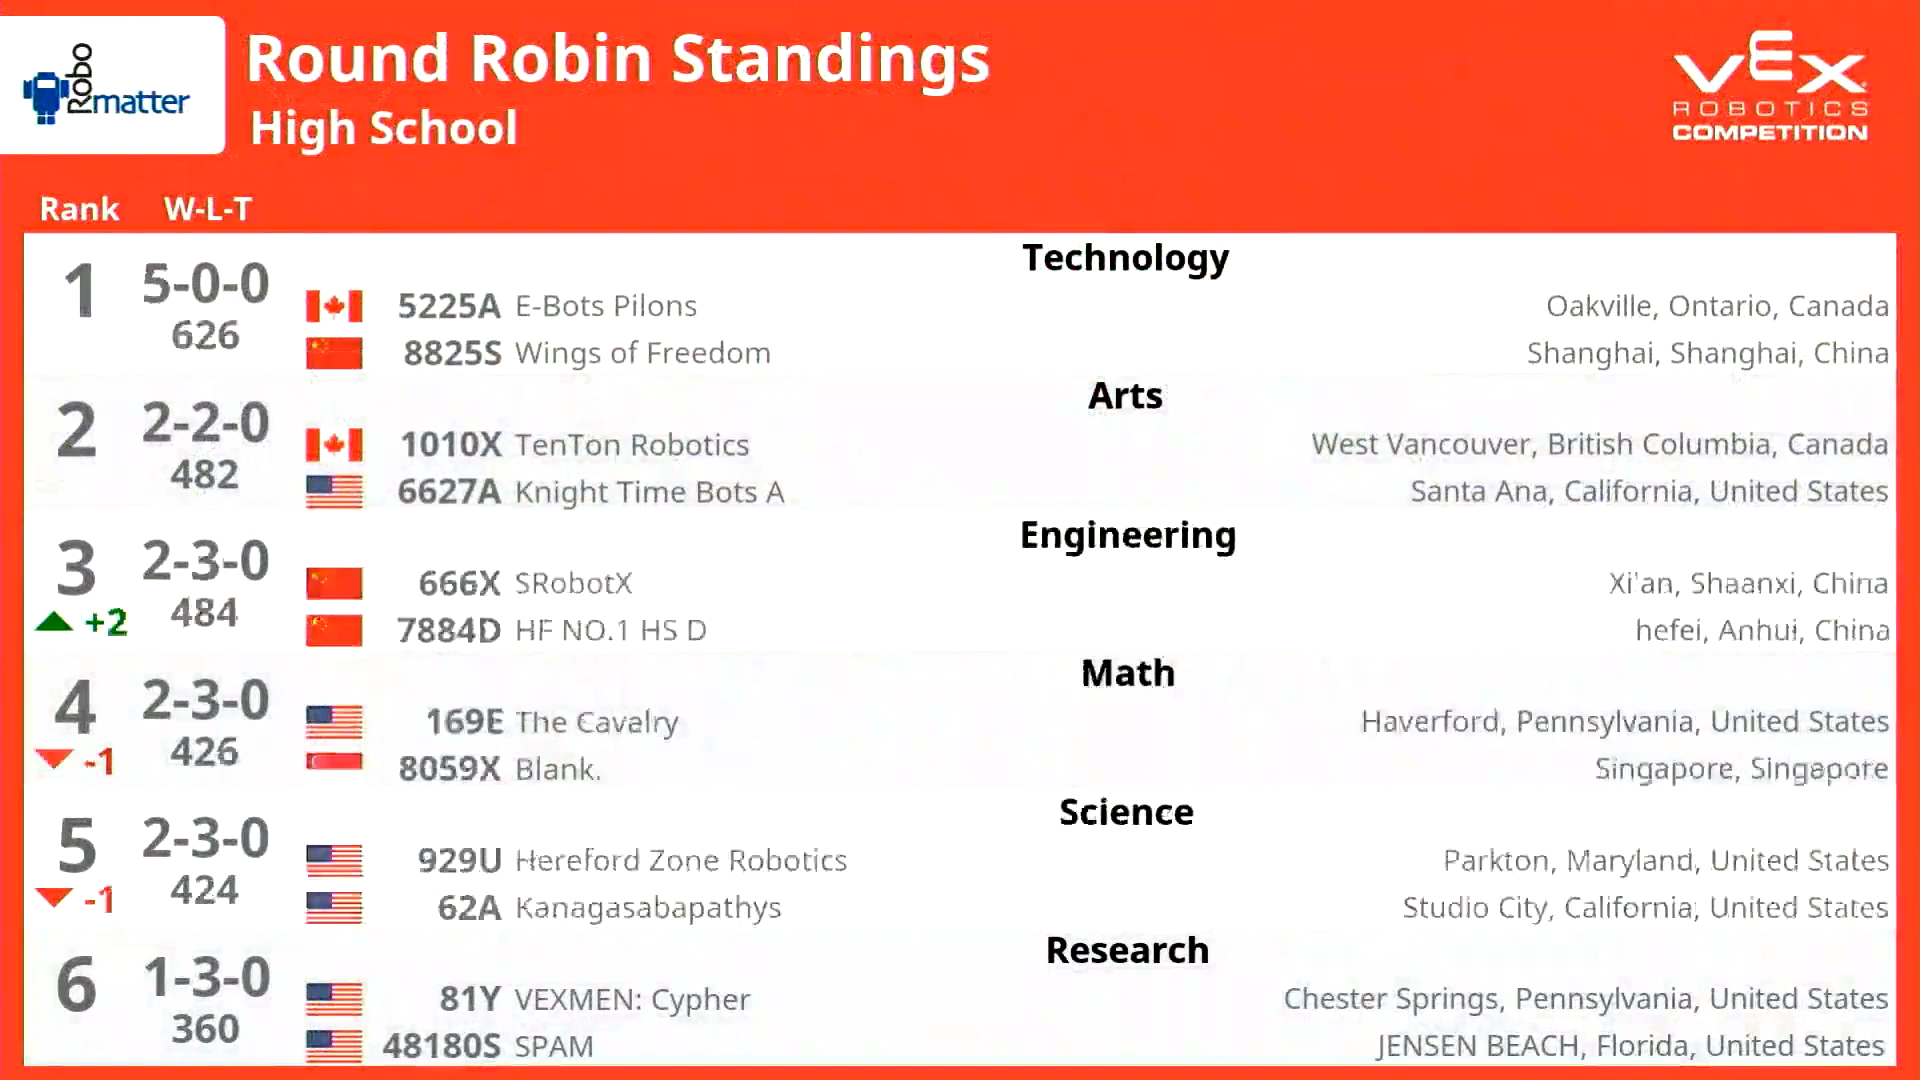 Robo
matter
Round Robin Standings
High School
VEX
ROBOTICS
COMPETITION
Rank W-L-T
Technology
1 5-0-0
626
5225A E-Bots Pilons Oakville, Ontario, Canada
8825S Wings of Freedom Shanghai, Shanghai, China
Arts
2 2-2-0
482
1010X TenTon Robotics West Vancouver, British Columbia, Canada
6627A Knight Time Bots A Santa Ana, California, United States
Engineering
3 2-3-0
+2 484
666X SRobotX Xi'an, Shaanxi, China
7884D HF NO.1 HS D hefei, Anhui, China
Math
4 2-3-0
-1 426
169E The Cavalry Haverford, Pennsylvania, United States
8059X Blank. Singapore, Singapore
Science
5 2-3-0
-1 424
929U Hereford Zone Robotics Parkton, Maryland, United States
62A Kanagasabapathys Studio City, California, United States
Research
6 1-3-0
360
81Y VEXMEN: Cypher Chester Springs, Pennsylvania, United States
48180S SPAM JENSEN BEACH, Florida, United States